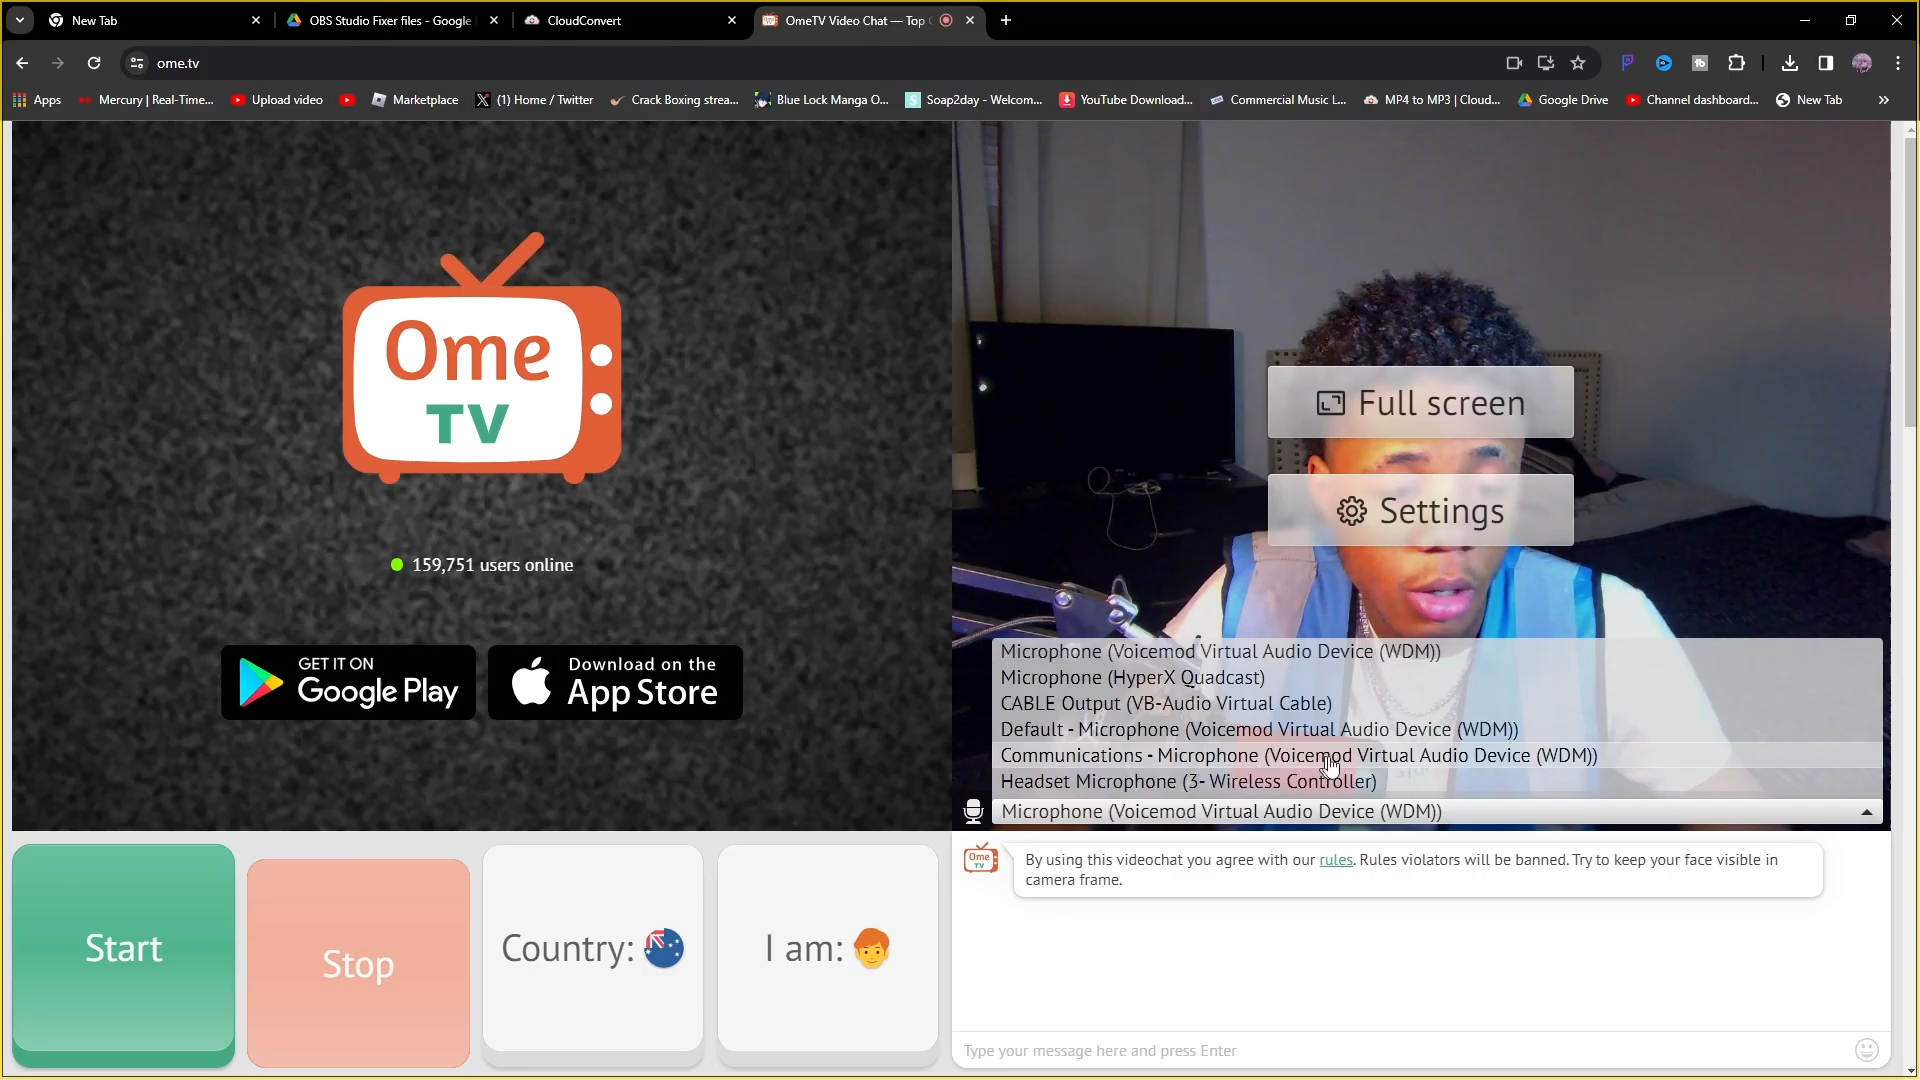 New Tab
OBS Studio Fixer files - Google
CloudConvert
OmeTV Video Chat — Top
ome.tv
Apps
Mercury | Real-Time...
Upload video
Marketplace
(1) Home / Twitter
Crack Boxing strea...
Blue Lock Manga O...
Soap2day - Welcom...
YouTube Download...
Commercial Music L...
MP4 to MP3 | Cloud...
Google Drive
Channel dashboard...
New Tab
Ome
TV
159,751 users online
GET IT ON
Google Play
Download on the
App Store
Full screen
Settings
Microphone (Voicemod Virtual Audio Device (WDM))
Microphone (HyperX Quadcast)
CABLE Output (VB-Audio Virtual Cable)
Default - Microphone (Voicemod Virtual Audio Device (WDM))
Communications - Microphone (Voicemod Virtual Audio Device (WDM))
Headset Microphone (3- Wireless Controller)
Microphone (Voicemod Virtual Audio Device (WDM))
Start
Stop
Country:
I am:
Ome
TV
By using this videochat you agree with our rules. Rules violators will be banned. Try to keep your face visible in
camera frame.
Type your message here and press Enter